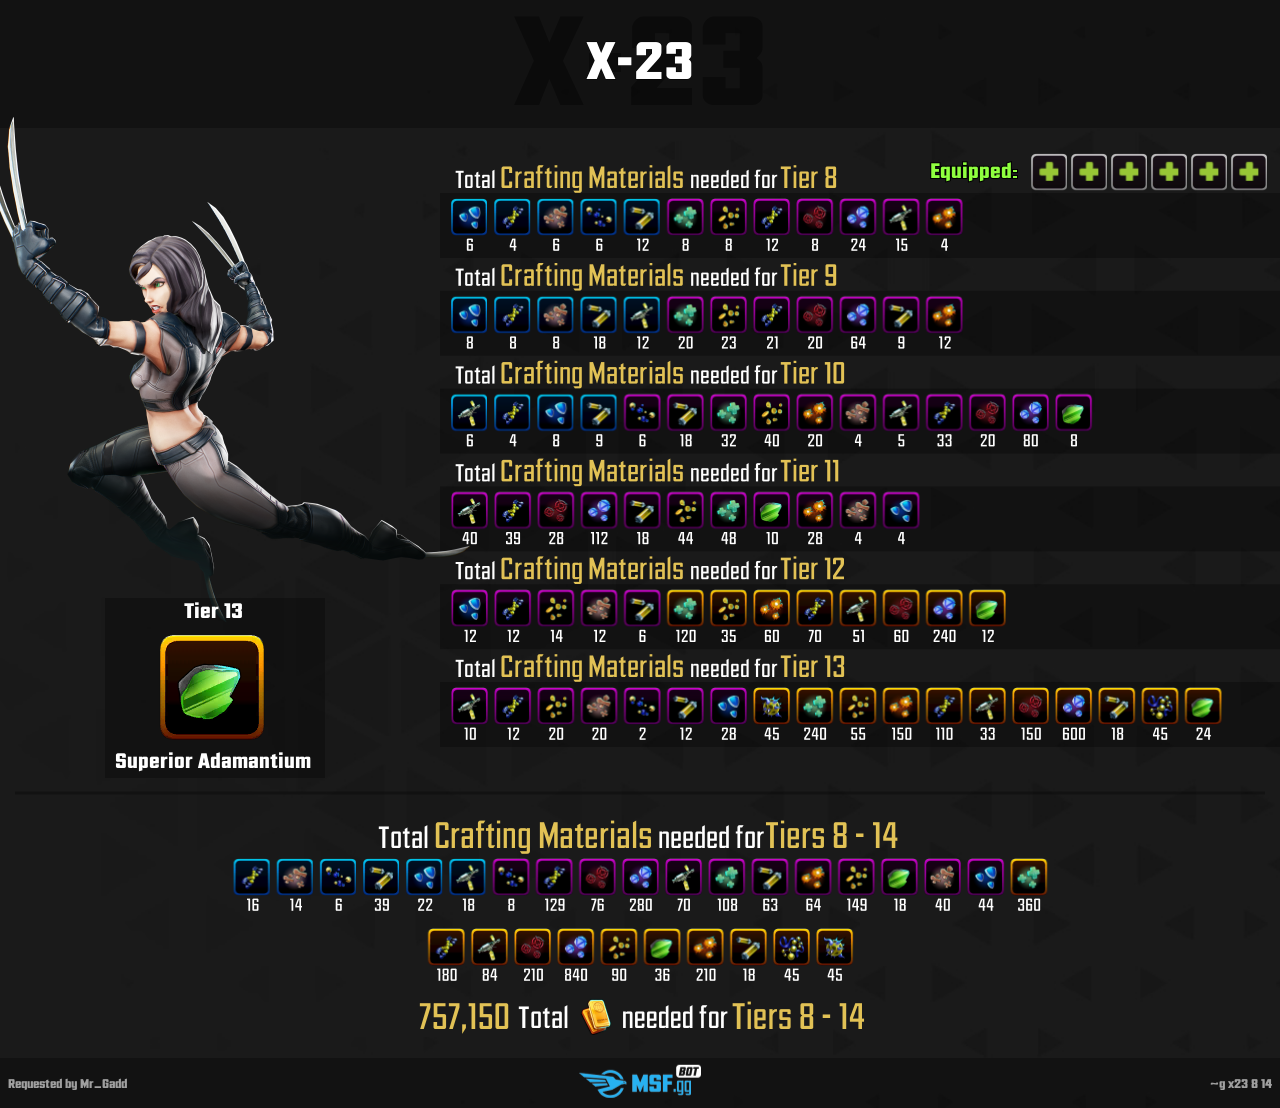 X-23
Equipped:
Total Crafting Materials needed for Tier 8
6 4 6 6 12 8 8 12 8 24 15 4
Total Crafting Materials needed for Tier 9
8 8 8 18 12 20 23 21 20 64 9 12
Total Crafting Materials needed for Tier 10
6 4 8 9 6 18 32 40 20 4 5 33 20 80 8
Total Crafting Materials needed for Tier 11
40 39 28 112 18 44 48 10 28 4 4
Total Crafting Materials needed for Tier 12
12 12 14 12 6 120 35 60 70 51 60 240 12
Total Crafting Materials needed for Tier 13
10 12 20 20 2 12 28 45 240 55 150 110 33 150 600 18 45 24
Tier 13
Superior Adamantium
Total Crafting Materials needed for Tiers 8 - 14
16 14 6 39 22 18 8 129 76 280 70 108 63 64 149 18 40 44 360
180 84 210 840 90 36 210 18 45 45
757,150 Total needed for Tiers 8 - 14
Requested by Mr_Gadd
MSF.gg BOT
~g x23 8 14